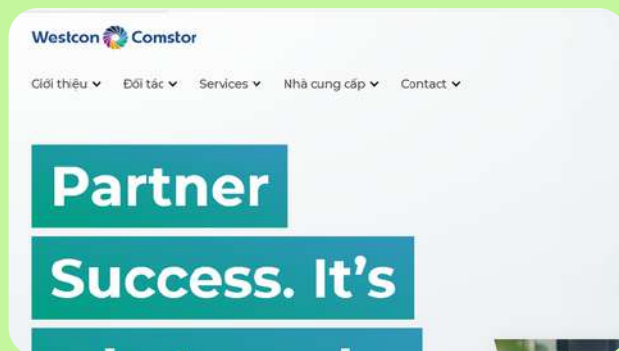 Westcon Comstor
Giới thiệu Đối tác Services Nhà cung cấp Contact
Partner
Success. It's